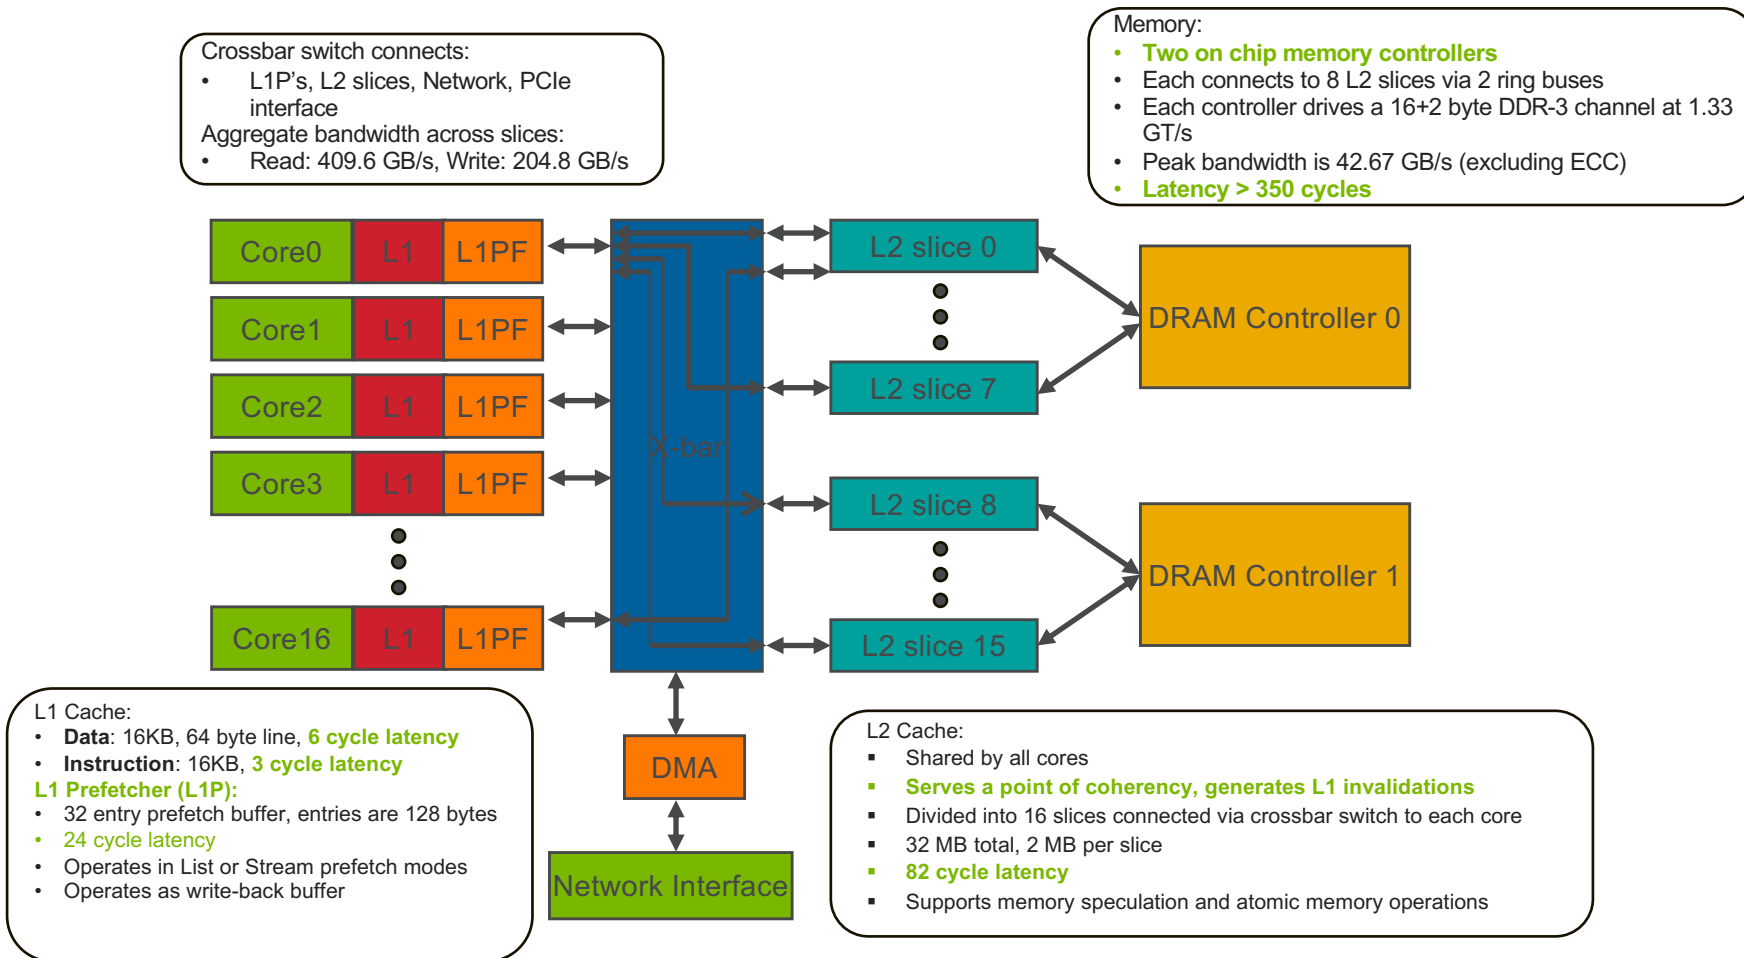 Crossbar switch connects:
• L1P's, L2 slices, Network, PCIe
interface
Aggregate bandwidth across slices:
• Read: 409.6 GB/s, Write: 204.8 GB/s
Memory:
• Two on chip memory controllers
• Each connects to 8 L2 slices via 2 ring buses
• Each controller drives a 16+2 byte DDR-3 channel at 1.33
GT/s
• Peak bandwidth is 42.67 GB/s (excluding ECC)
• Latency > 350 cycles
Core0 L1 L1PF
Core1 L1 L1PF
Core2 L1 L1PF
Core3 L1 L1PF
Core16 L1 L1PF
X-bar
L2 slice 0
L2 slice 7
L2 slice 8
L2 slice 15
DRAM Controller 0
DRAM Controller 1
DMA
Network Interface
L1 Cache:
• Data: 16KB, 64 byte line, 6 cycle latency
• Instruction: 16KB, 3 cycle latency
L1 Prefetcher (L1P):
• 32 entry prefetch buffer, entries are 128 bytes
• 24 cycle latency
• Operates in List or Stream prefetch modes
• Operates as write-back buffer
L2 Cache:
▪ Shared by all cores
▪ Serves a point of coherency, generates L1 invalidations
▪ Divided into 16 slices connected via crossbar switch to each core
▪ 32 MB total, 2 MB per slice
▪ 82 cycle latency
▪ Supports memory speculation and atomic memory operations